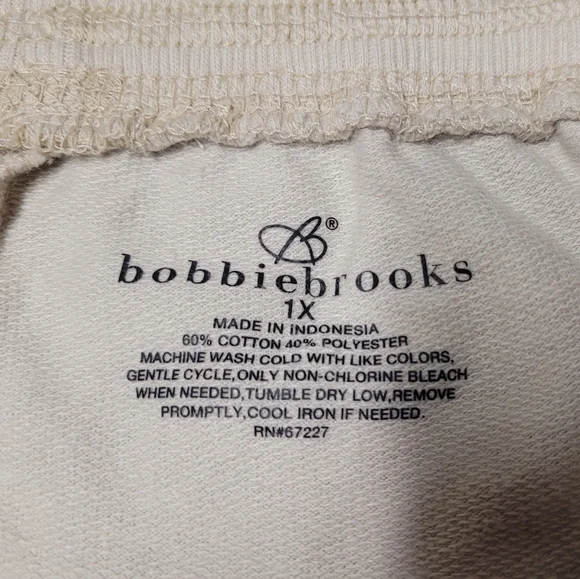 B®
bobbiebrooks
1X
MADE IN INDONESIA
60% COTTON 40% POLYESTER
MACHINE WASH COLD WITH LIKE COLORS,
GENTLE CYCLE,ONLY NON-CHLORINE BLEACH
WHEN NEEDED,TUMBLE DRY LOW,REMOVE
PROMPTLY,COOL IRON IF NEEDED.
RN#67227